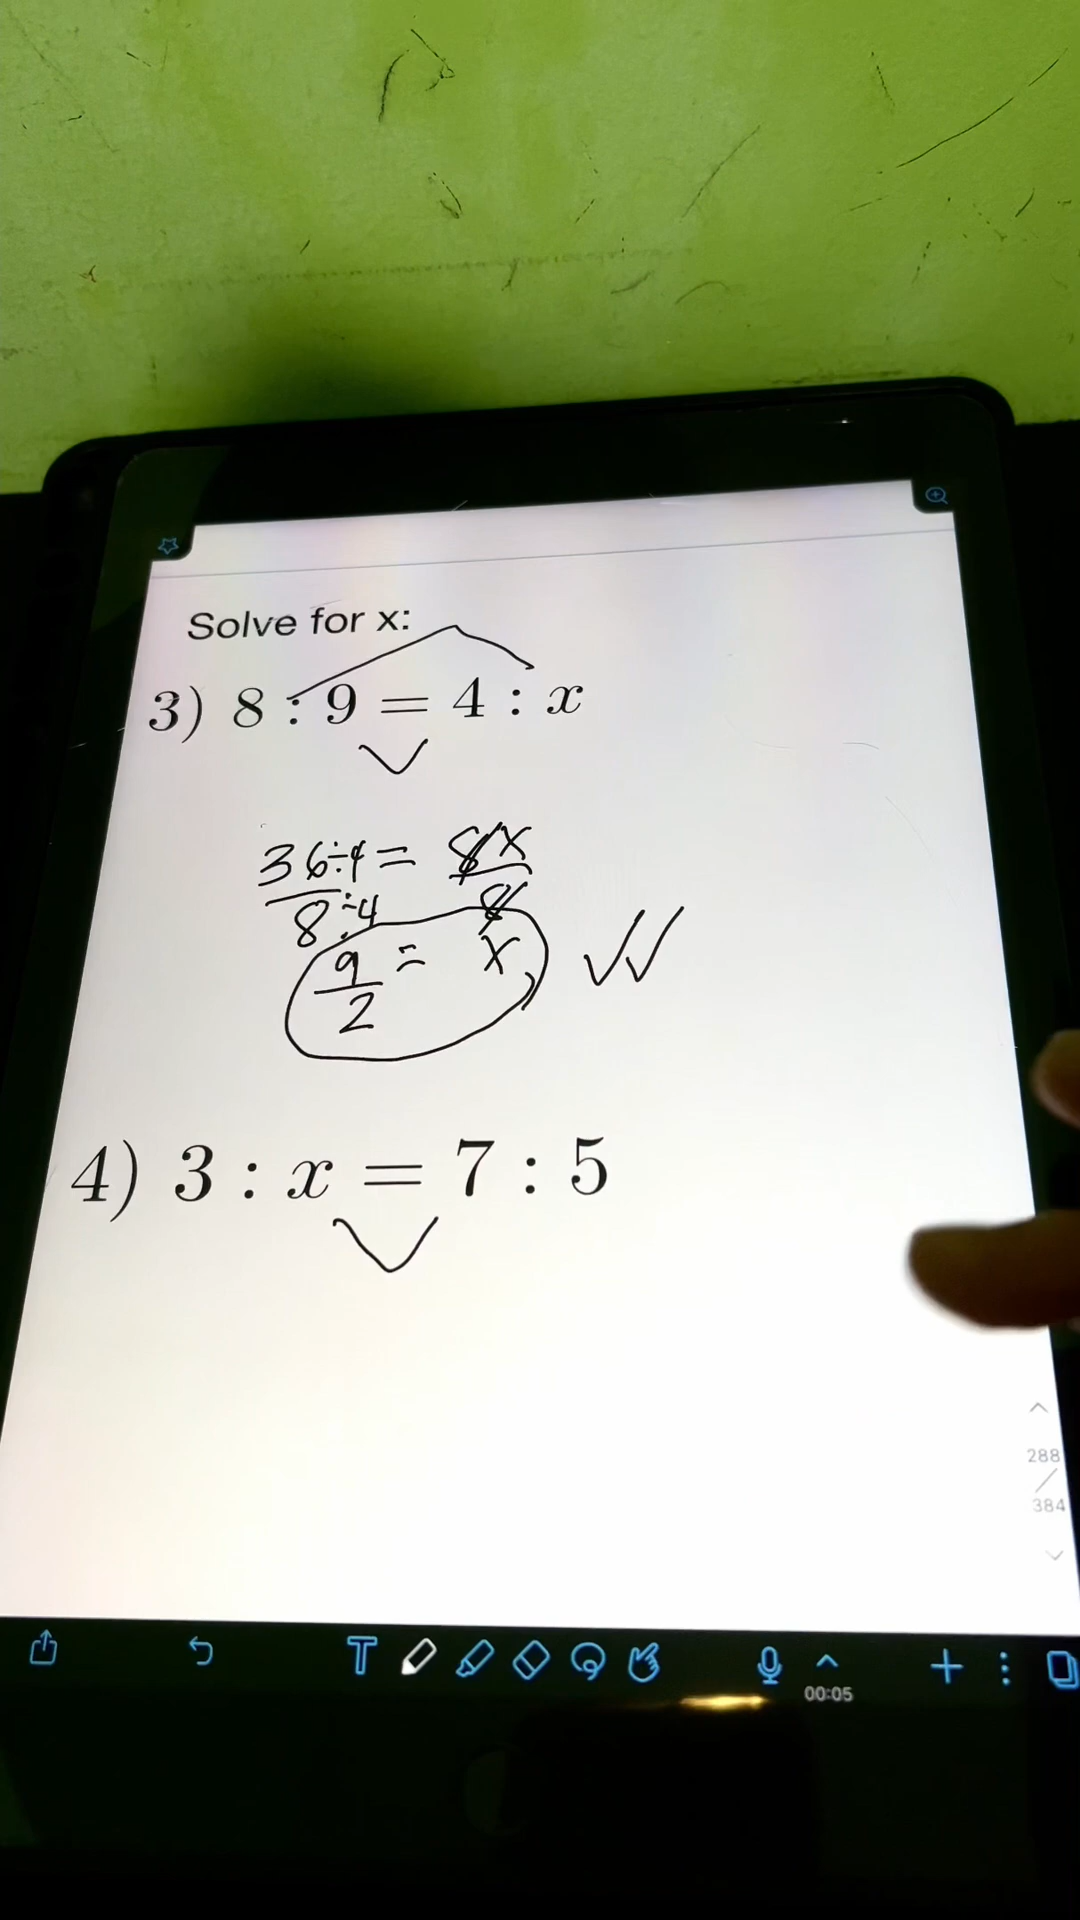 Solve for x:
3) 8 : 9 = 4 : x
36÷4 = 8x
8÷4 8
9 = x
2
4) 3 : x = 7 : 5
288
/
384
T
00:05